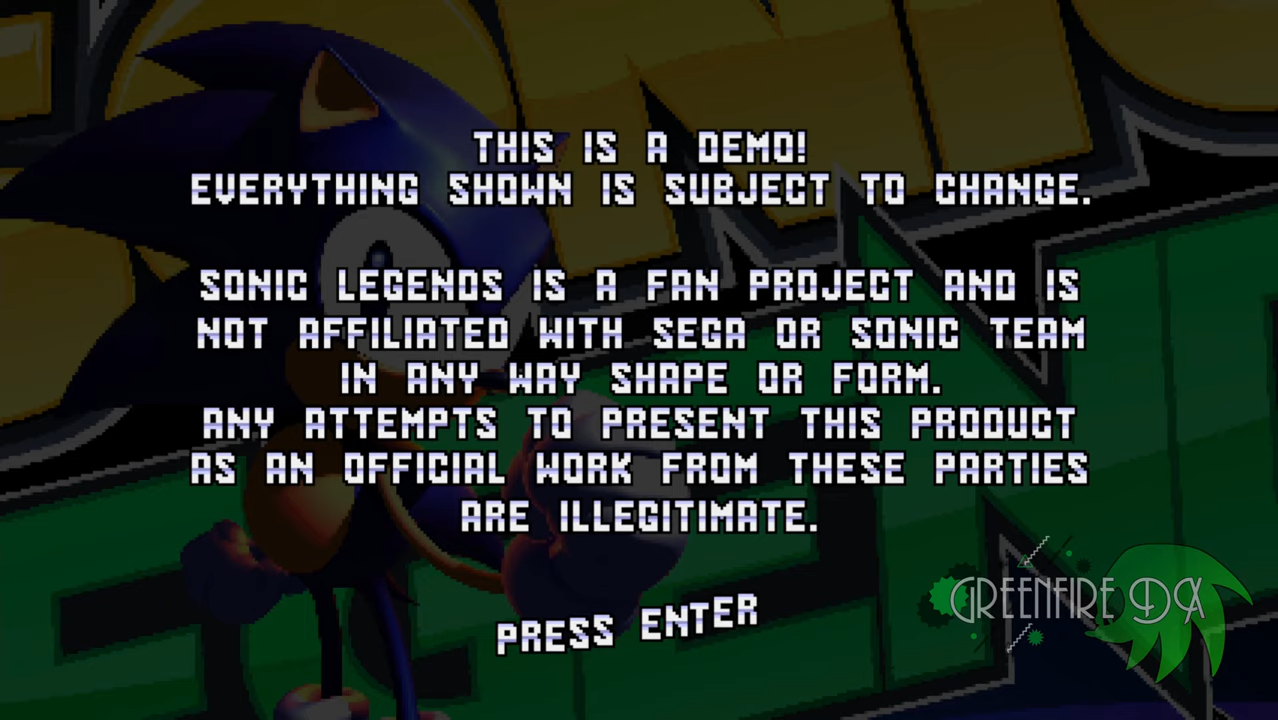 THIS IS A DEMO!
EVERYTHING SHOWN IS SUBJECT TO CHANGE.
SONIC LEGENDS IS A FAN PROJECT AND IS
NOT AFFILIATED WITH SEGA OR SONIC TEAM
IN ANY WAY SHAPE OR FORM.
ANY ATTEMPTS TO PRESENT THIS PRODUCT
AS AN OFFICIAL WORK FROM THESE PARTIES
ARE ILLEGITIMATE.
PRESS ENTER
GREENFIRE DX